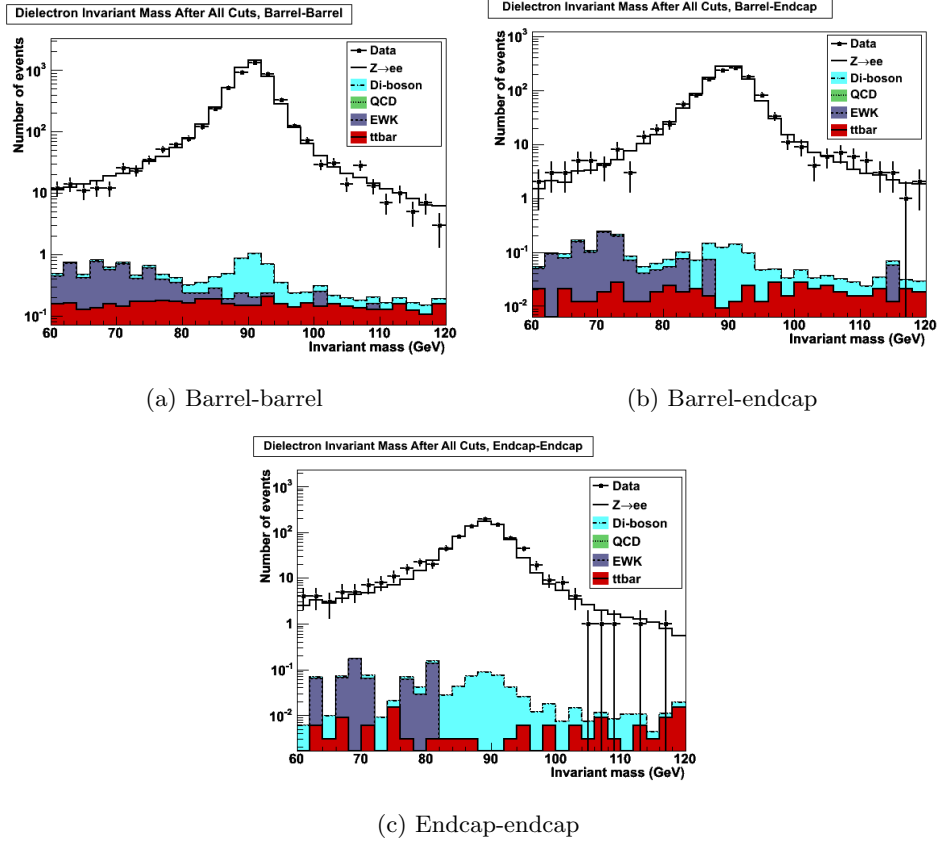 Dielectron Invariant Mass After All Cuts, Barrel-Barrel
Number of events
10³
10²
10
1
10⁻¹
Data
Z→ee
Di-boson
QCD
EWK
ttbar
60 70 80 90 100 110 120
Invariant mass (GeV)
(a) Barrel-barrel
Dielectron Invariant Mass After All Cuts, Barrel-Endcap
Number of events
10³
10²
10
1
10⁻¹
10⁻²
Data
Z→ee
Di-boson
QCD
EWK
ttbar
60 70 80 90 100 110 120
Invariant mass (GeV)
(b) Barrel-endcap
Dielectron Invariant Mass After All Cuts, Endcap-Endcap
Number of events
10³
10²
10
1
10⁻¹
10⁻²
Data
Z→ee
Di-boson
QCD
EWK
ttbar
60 70 80 90 100 110 120
Invariant mass (GeV)
(c) Endcap-endcap